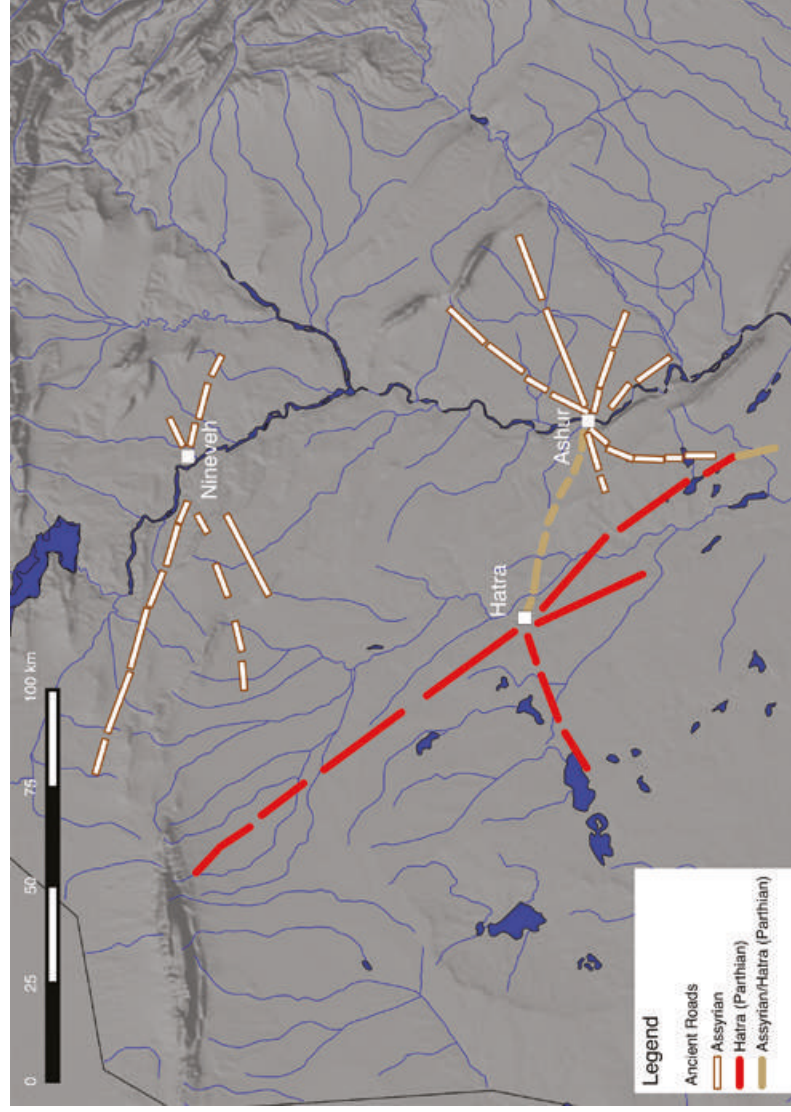 0 25 50 75 100 km
Nineveh
Hatra
Ashur
Legend
Ancient Roads
Assyrian
Hatra (Parthian)
Assyrian/Hatra (Parthian)